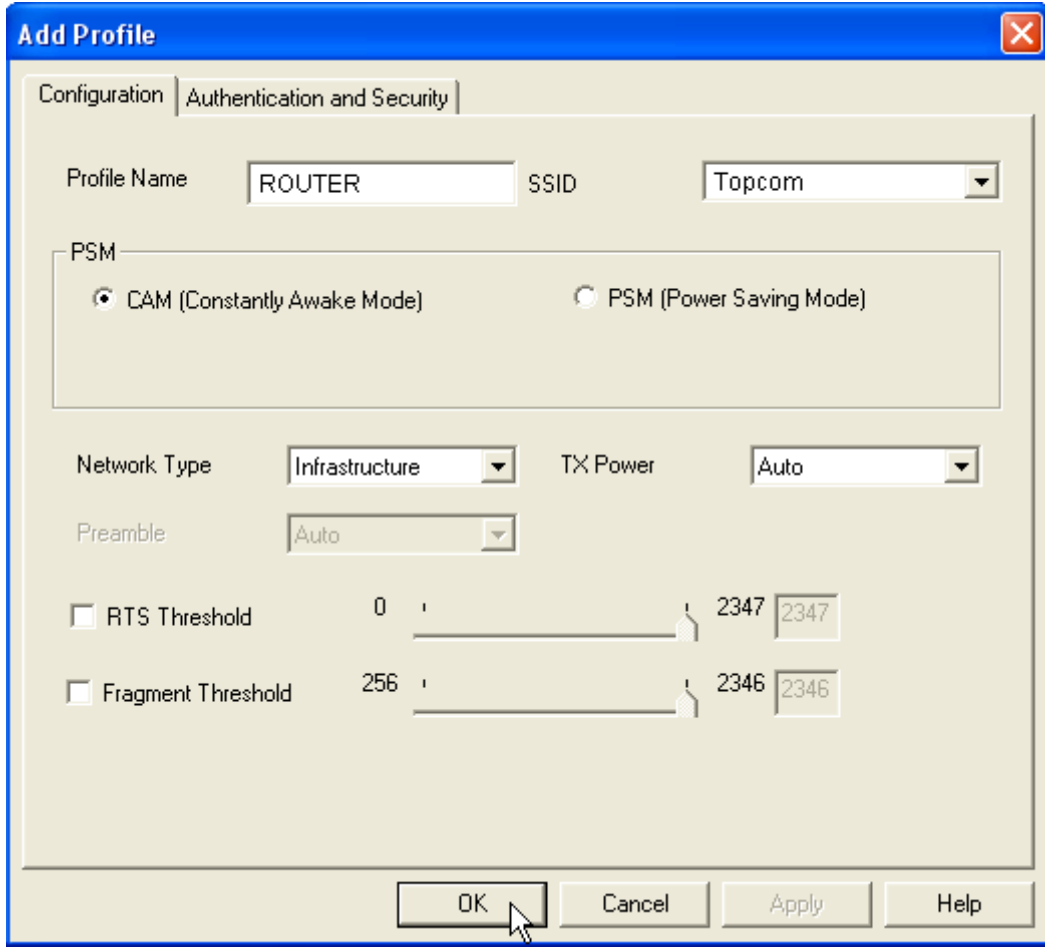 Add Profile
Configuration Authentication and Security
Profile Name ROUTER SSID Topcom
PSM
CAM (Constantly Awake Mode) PSM (Power Saving Mode)
Network Type Infrastructure TX Power Auto
Preamble Auto
RTS Threshold 0 2347 2347
Fragment Threshold 256 2346 2346
OK Cancel Apply Help